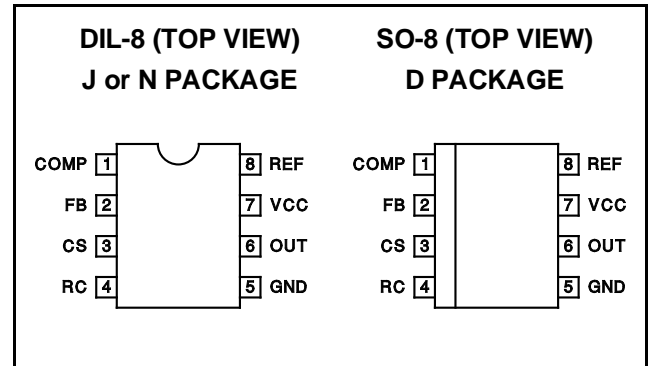 DIL-8 (TOP VIEW)
J or N PACKAGE
COMP 1 8 REF
FB 2 7 VCC
CS 3 6 OUT
RC 4 5 GND
SO-8 (TOP VIEW)
D PACKAGE
COMP 1 8 REF
FB 2 7 VCC
CS 3 6 OUT
RC 4 5 GND